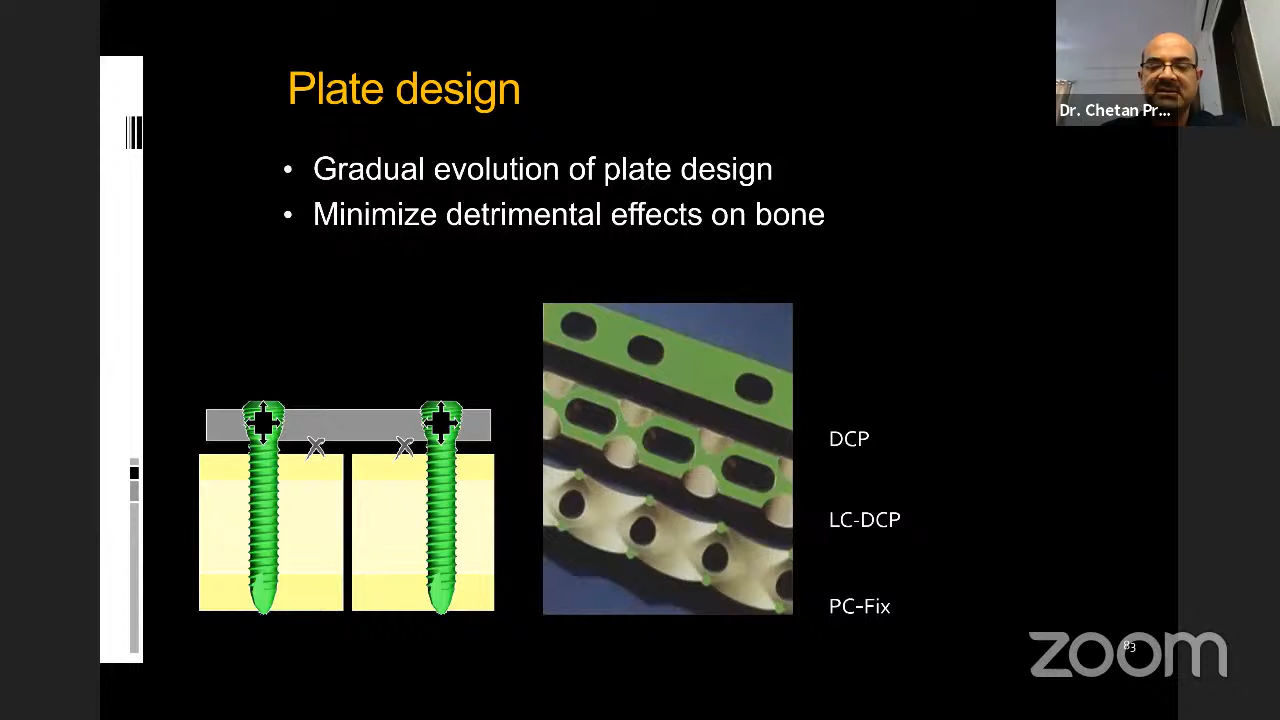 Plate design
Dr. Chetan Pr...
• Gradual evolution of plate design
• Minimize detrimental effects on bone
DCP
LC-DCP
PC-Fix
83
zoom